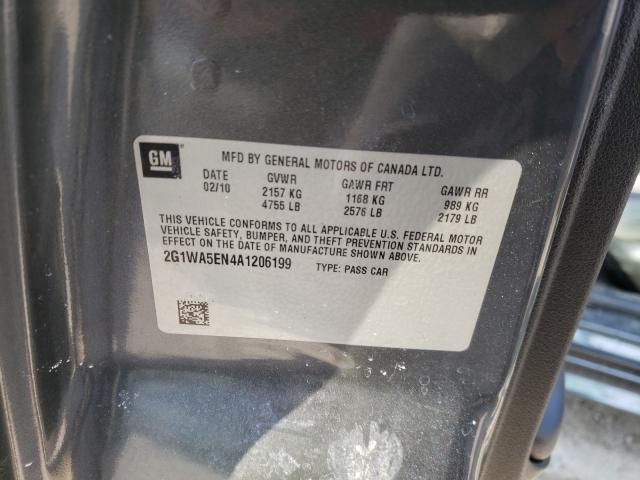 GM
MFD BY GENERAL MOTORS OF CANADA LTD.
DATE GVWR GAWR FRT GAWR RR
02/10 2157 KG 1168 KG 989 KG
4755 LB 2576 LB 2179 LB
THIS VEHICLE CONFORMS TO ALL APPLICABLE U.S. FEDERAL MOTOR
VEHICLE SAFETY, BUMPER, AND THEFT PREVENTION STANDARDS IN
EFFECT ON THE DATE OF MANUFACTURE SHOWN ABOVE.
2G1WA5EN4A1206199 TYPE: PASS CAR